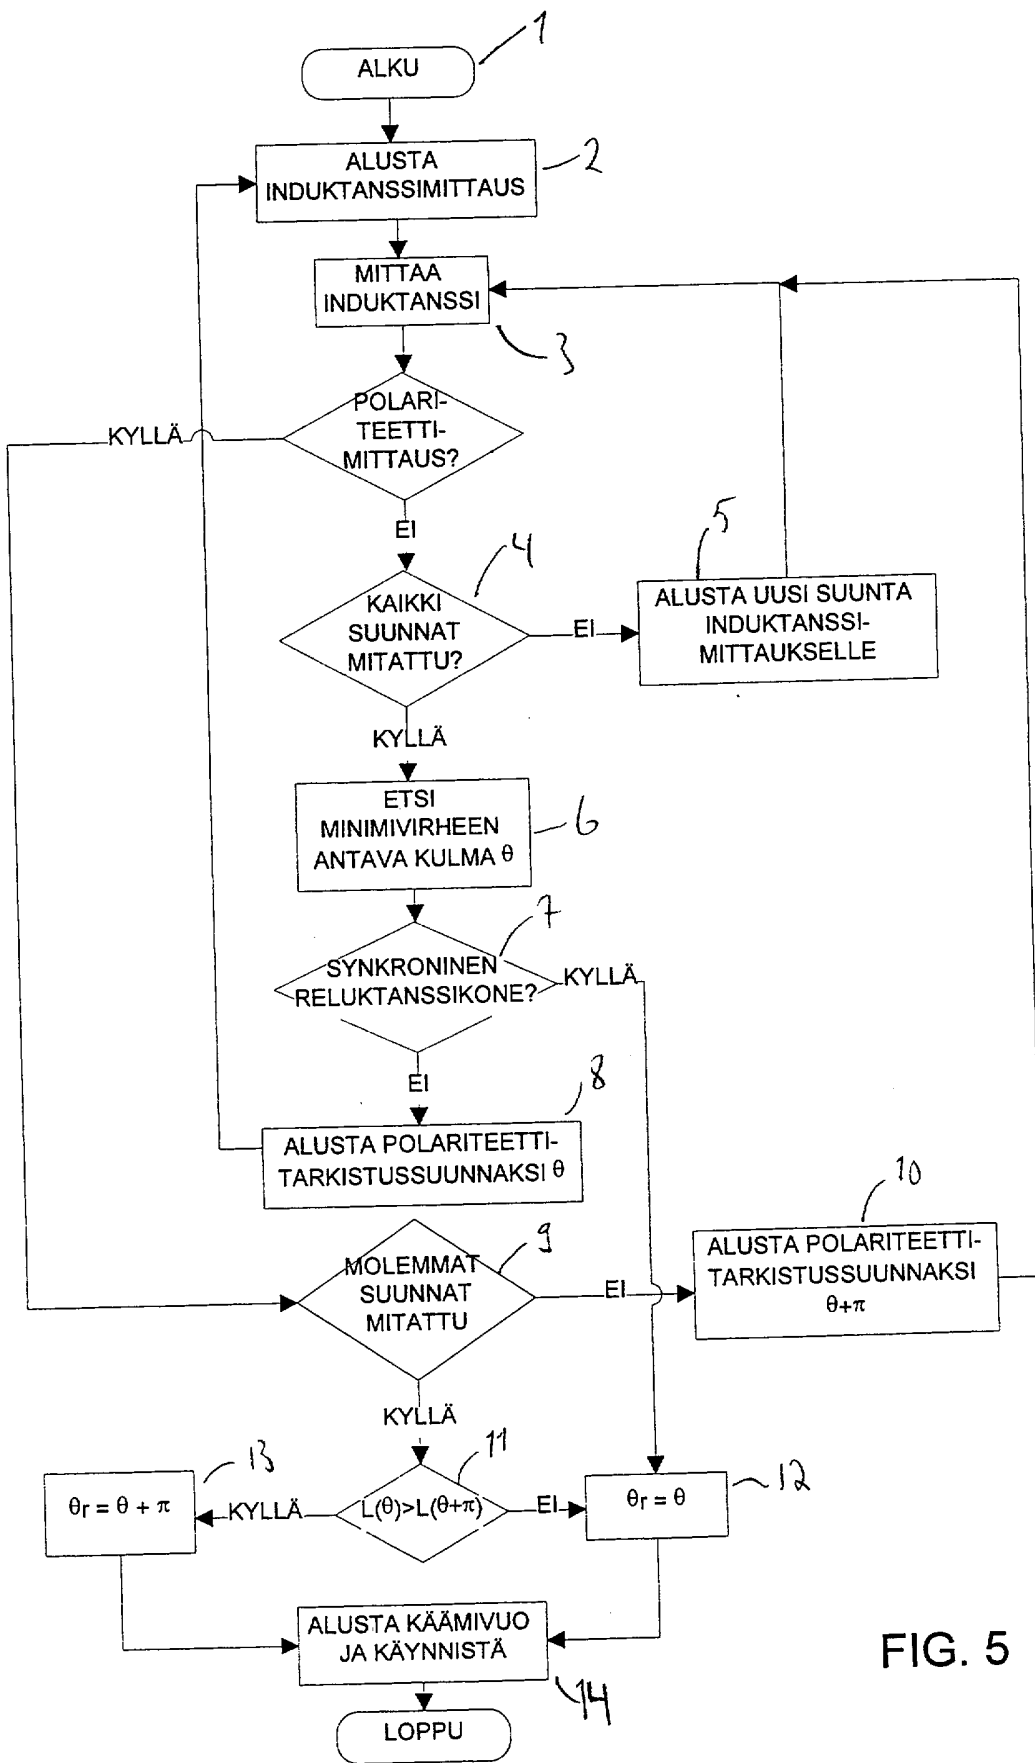 1
ALKU
2
ALUSTA
INDUKTANSSIMITTAUS
MITTAA
INDUKTANSSI
3
POLARI-
TEETTI-
MITTAUS?
KYLLÄ
EI
4
KAIKKI
SUUNNAT
MITATTU?
EI
5
ALUSTA UUSI SUUNTA
INDUKTANSSI-
MITTAUKSELLE
KYLLÄ
ETSI
MINIMIVIRHEEN
ANTAVA KULMA θ
6
7
SYNKRONINEN
RELUKTANSSIKONE?
KYLLÄ
EI
8
ALUSTA POLARITEETTI-
TARKISTUSSUUNNAKSI θ
9
MOLEMMAT
SUUNNAT
MITATTU
EI
10
ALUSTA POLARITEETTI-
TARKISTUSSUUNNAKSI
θ+π
KYLLÄ
11
L(θ)>L(θ+π)
KYLLÄ
13
θr = θ + π
EI
12
θr = θ
ALUSTA KÄÄMIVUO
JA KÄYNNISTÄ
14
LOPPU
FIG. 5